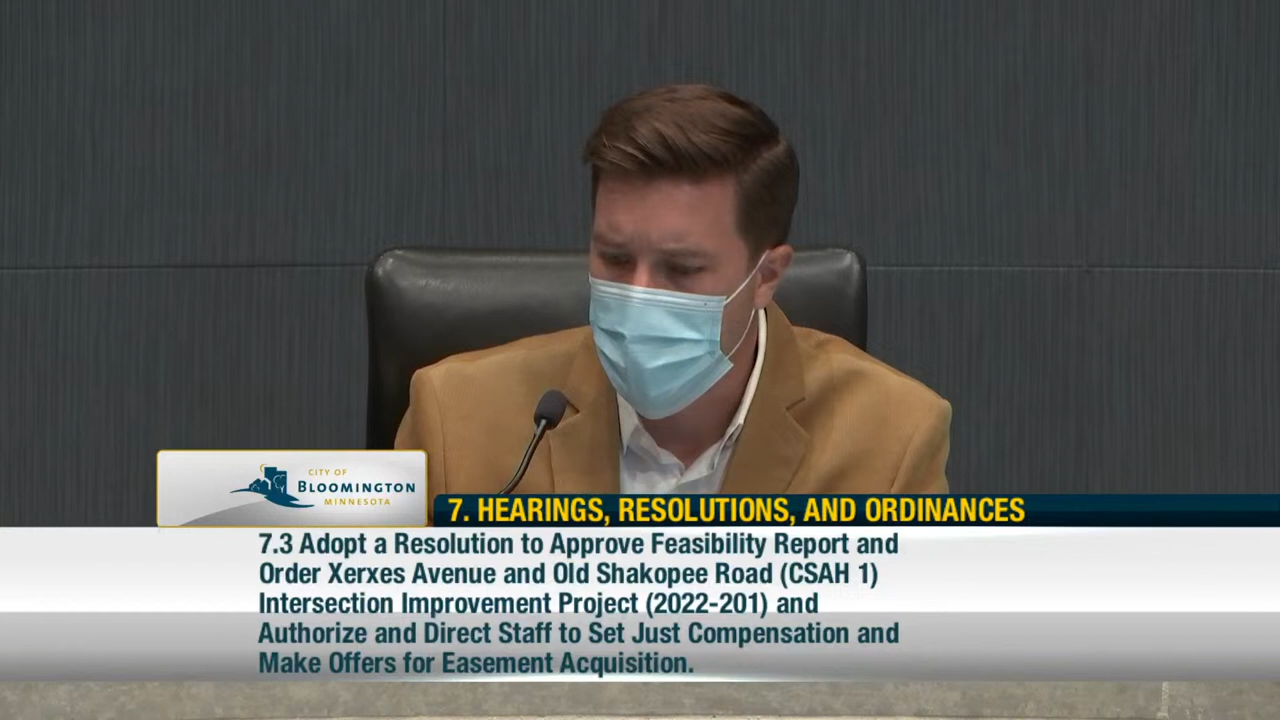 CITY OF
BLOOMINGTON
MINNESOTA
7. HEARINGS, RESOLUTIONS, AND ORDINANCES
7.3 Adopt a Resolution to Approve Feasibility Report and
Order Xerxes Avenue and Old Shakopee Road (CSAH 1)
Intersection Improvement Project (2022-201) and
Authorize and Direct Staff to Set Just Compensation and
Make Offers for Easement Acquisition.